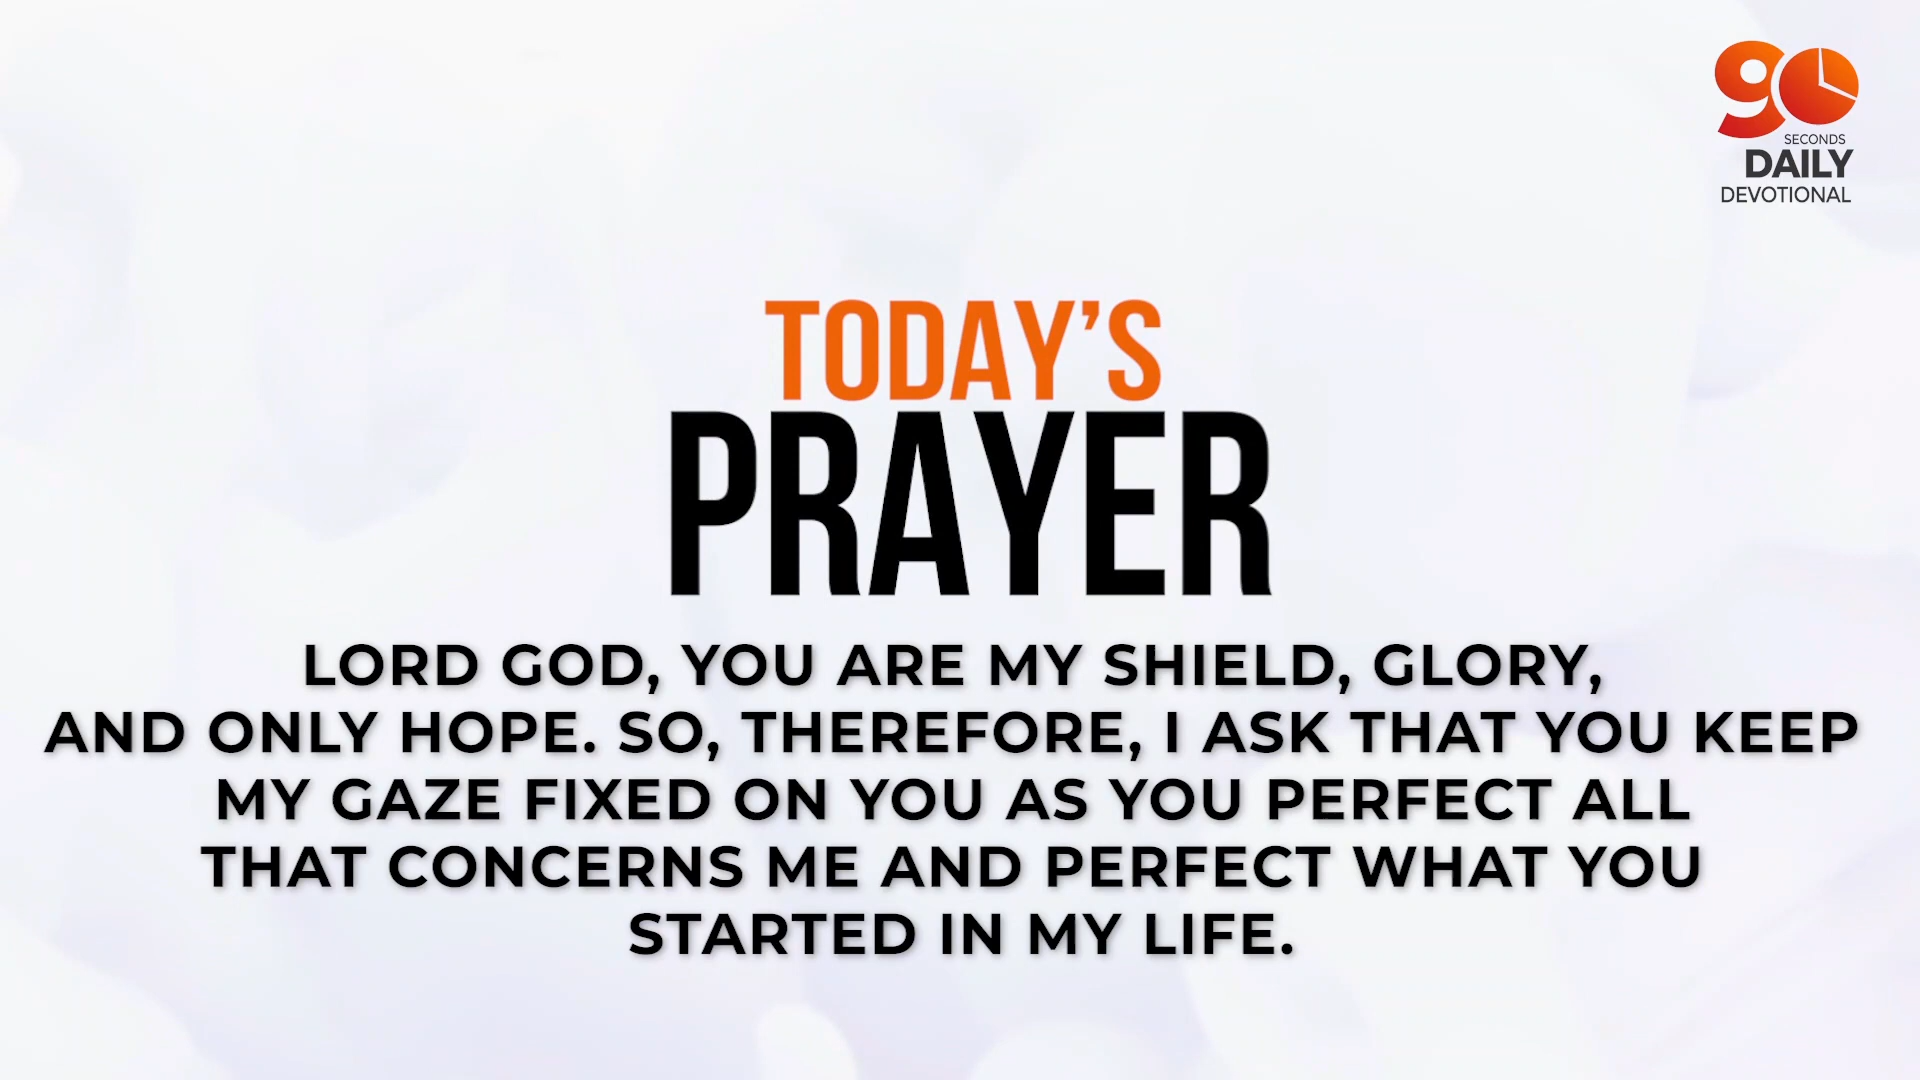 90
SECONDS
DAILY
DEVOTIONAL
TODAY’S
PRAYER
LORD GOD, YOU ARE MY SHIELD, GLORY,
AND ONLY HOPE. SO, THEREFORE, I ASK THAT YOU KEEP
MY GAZE FIXED ON YOU AS YOU PERFECT ALL
THAT CONCERNS ME AND PERFECT WHAT YOU
STARTED IN MY LIFE.